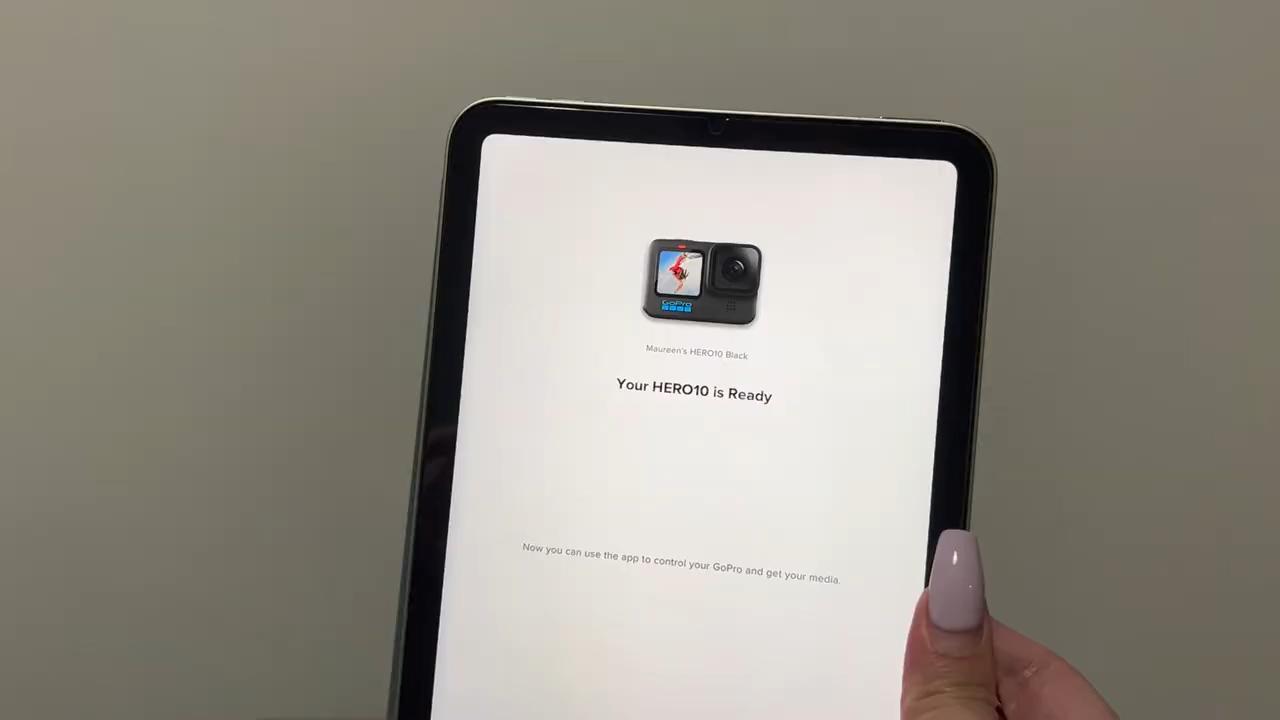 GoPro
Maureen's HERO10 Black
Your HERO10 is Ready
Now you can use the app to control your GoPro and get your media.